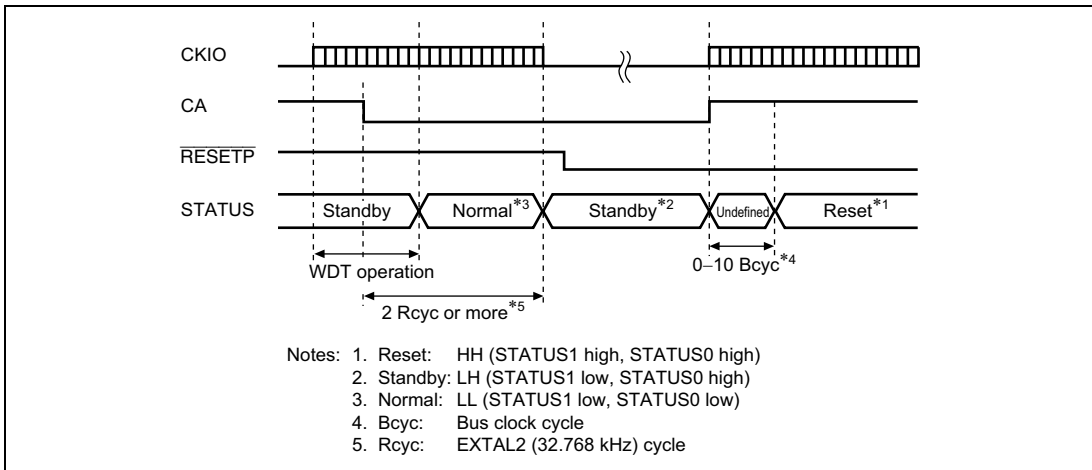 CKIO
CA
RESETP
STATUS
Standby
Normal*3
Standby*2
Undefined
Reset*1
WDT operation
0–10 Bcyc*4
2 Rcyc or more*5
Notes: 1. Reset: HH (STATUS1 high, STATUS0 high)
2. Standby: LH (STATUS1 low, STATUS0 high)
3. Normal: LL (STATUS1 low, STATUS0 low)
4. Bcyc: Bus clock cycle
5. Rcyc: EXTAL2 (32.768 kHz) cycle